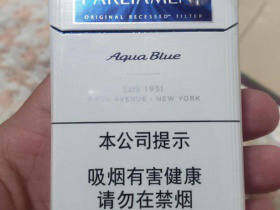 PARLIAMENT
ORIGINAL RECESSED FILTER
Aqua Blue
1931
AVENUE · NEW YORK
本公司提示
吸烟有害健康
请勿在禁烟